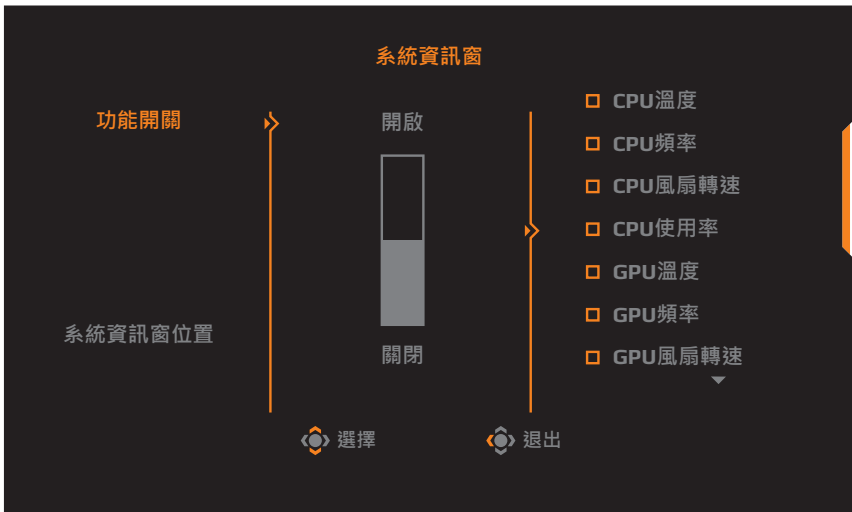 系統資訊窗
功能開關
系統資訊窗位置
開啟
關閉
CPU溫度
CPU頻率
CPU風扇轉速
CPU使用率
GPU溫度
GPU頻率
GPU風扇轉速
選擇
退出